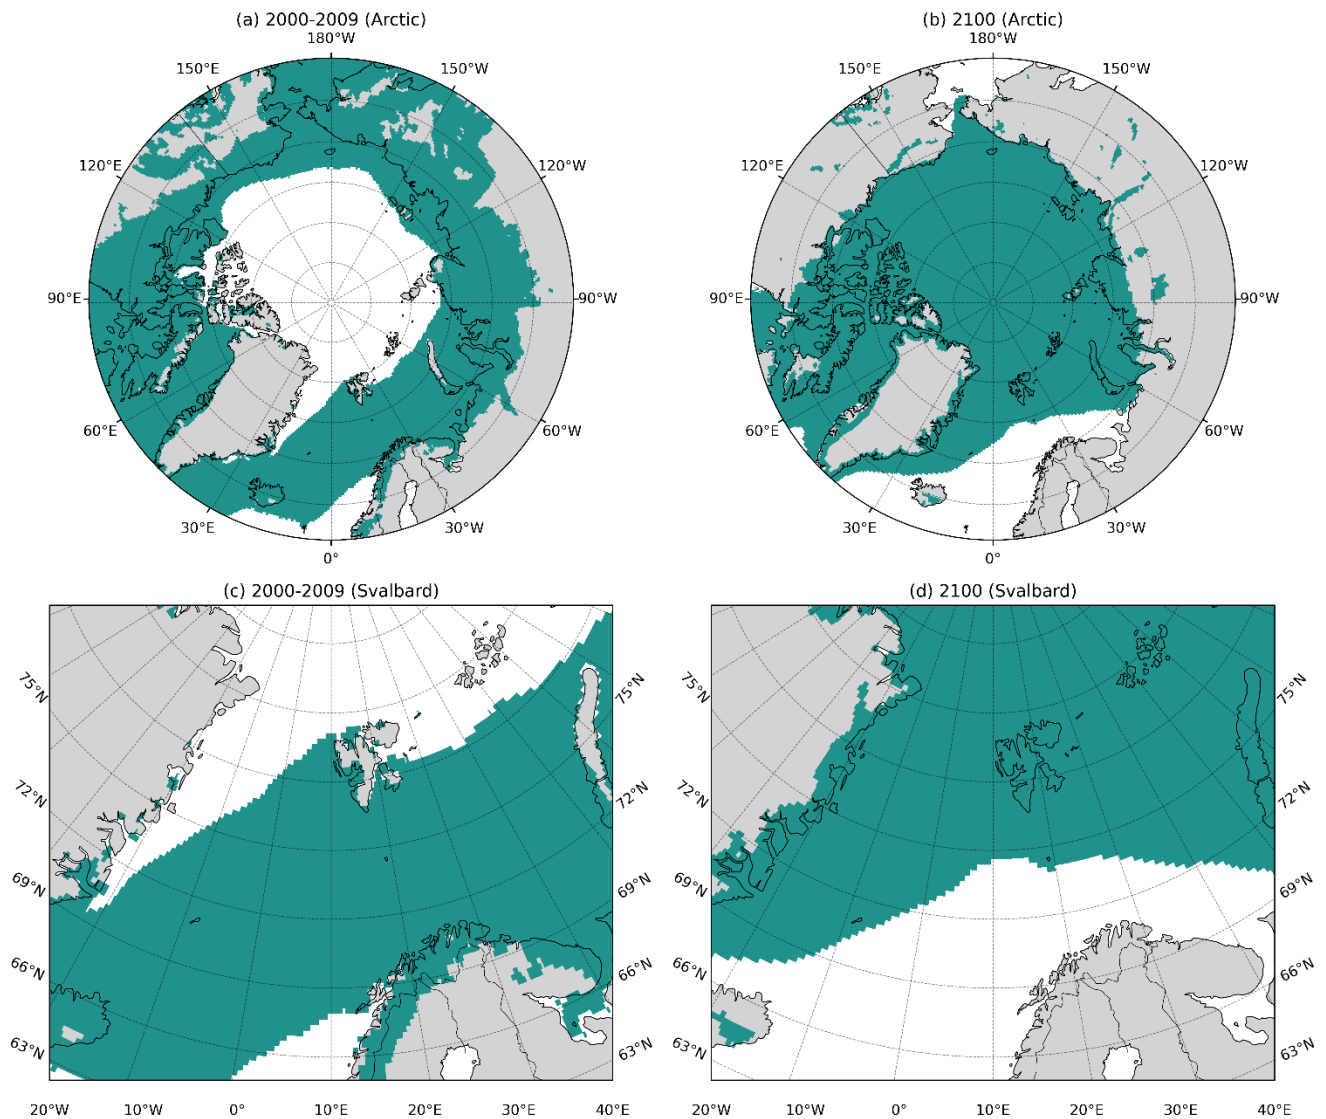 (a) 2000-2009 (Arctic)
180°W
150°E
150°W
120°E
120°W
90°E
90°W
60°E
60°W
30°E
30°W
0°
(b) 2100 (Arctic)
180°W
150°E
150°W
120°E
120°W
90°E
90°W
60°E
60°W
30°E
30°W
0°
(c) 2000-2009 (Svalbard)
75°N
72°N
69°N
66°N
63°N
75°N
72°N
69°N
66°N
63°N
20°W
10°W
0°
10°E
20°E
30°E
40°E
(d) 2100 (Svalbard)
75°N
72°N
69°N
66°N
63°N
75°N
72°N
69°N
66°N
63°N
20°W
10°W
0°
10°E
20°E
30°E
40°E